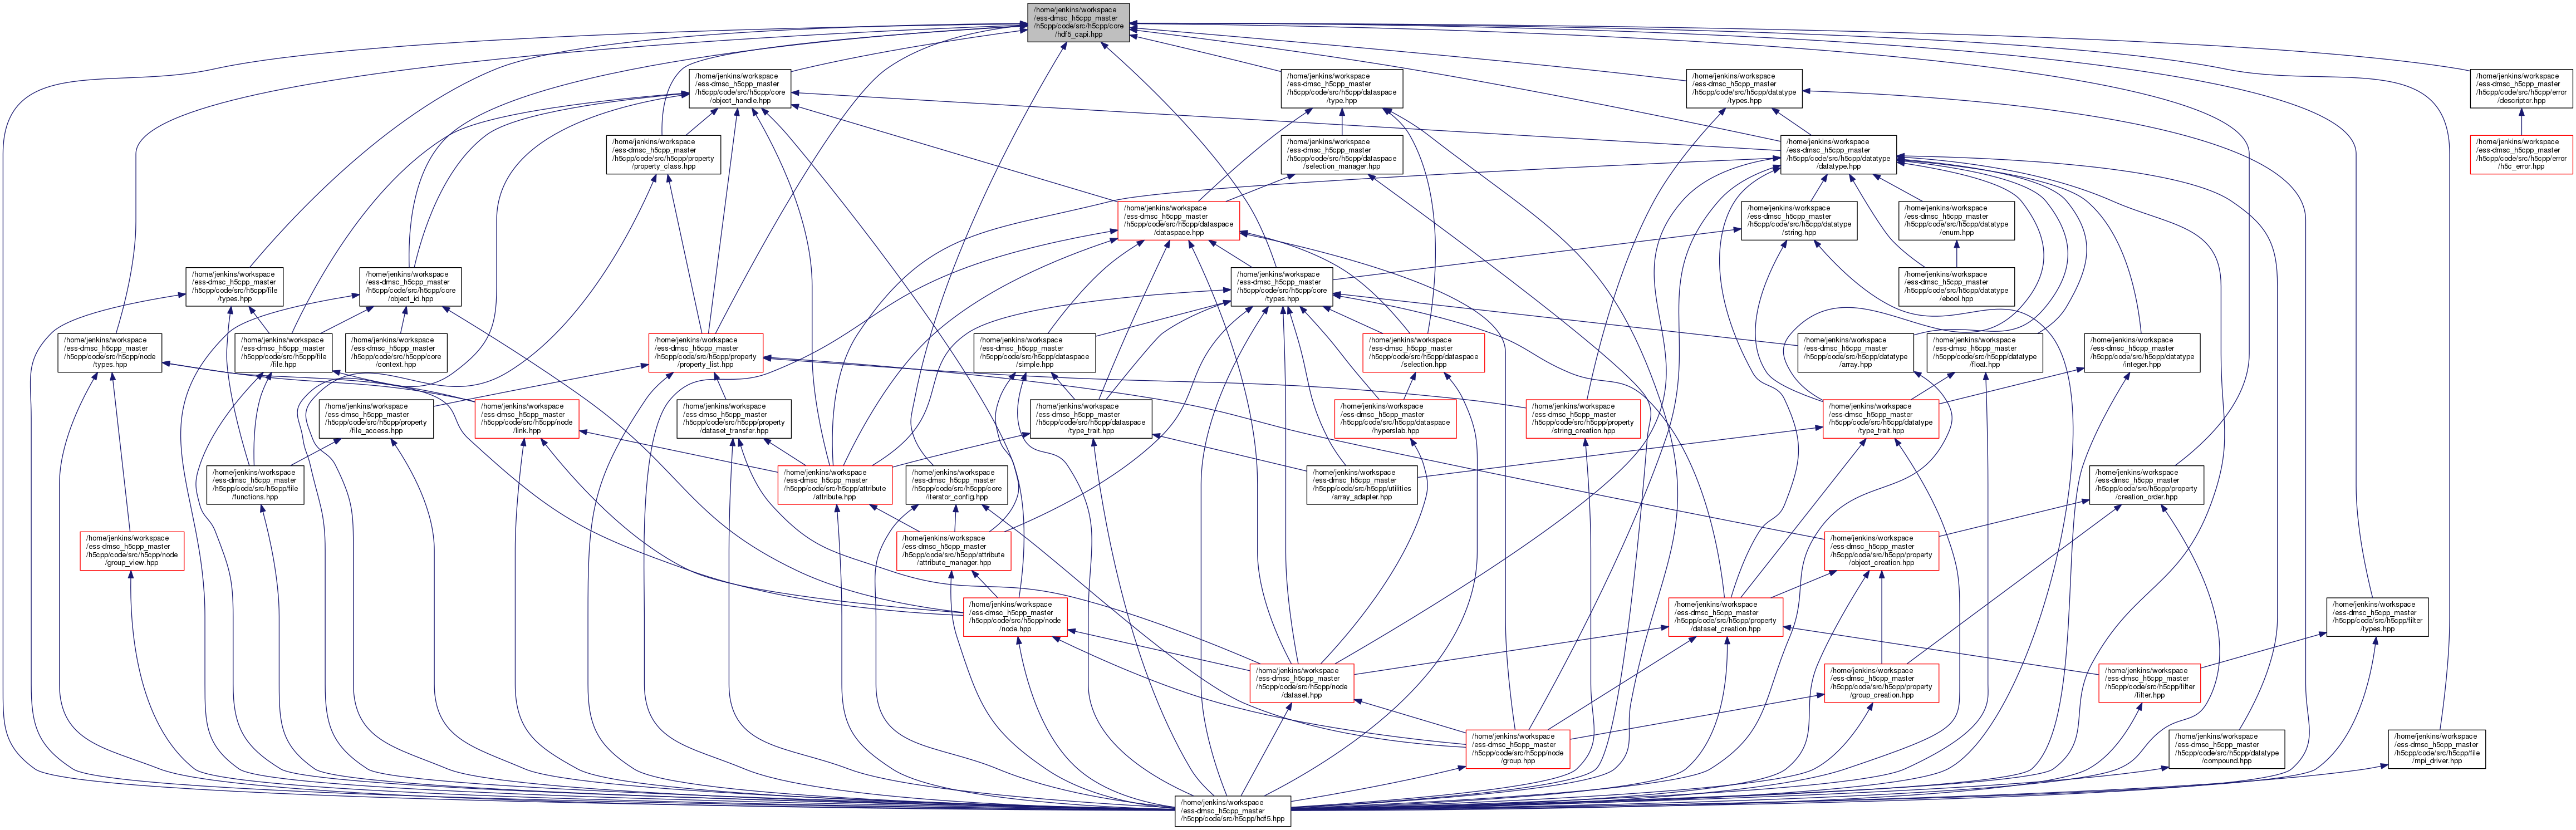 /home/jenkins/workspace
/ess-dmsc_h5cpp_master
/h5cpp/code/src/h5cpp/core
/hdf5_capi.hpp
/home/jenkins/workspace
/ess-dmsc_h5cpp_master
/h5cpp/code/src/h5cpp/core
/object_handle.hpp
/home/jenkins/workspace
/ess-dmsc_h5cpp_master
/h5cpp/code/src/h5cpp/dataspace
/type.hpp
/home/jenkins/workspace
/ess-dmsc_h5cpp_master
/h5cpp/code/src/h5cpp/datatype
/types.hpp
/home/jenkins/workspace
/ess-dmsc_h5cpp_master
/h5cpp/code/src/h5cpp/error
/descriptor.hpp
/home/jenkins/workspace
/ess-dmsc_h5cpp_master
/h5cpp/code/src/h5cpp/property
/property_class.hpp
/home/jenkins/workspace
/ess-dmsc_h5cpp_master
/h5cpp/code/src/h5cpp/dataspace
/selection_manager.hpp
/home/jenkins/workspace
/ess-dmsc_h5cpp_master
/h5cpp/code/src/h5cpp/datatype
/datatype.hpp
/home/jenkins/workspace
/ess-dmsc_h5cpp_master
/h5cpp/code/src/h5cpp/error
/h5c_error.hpp
/home/jenkins/workspace
/ess-dmsc_h5cpp_master
/h5cpp/code/src/h5cpp/dataspace
/dataspace.hpp
/home/jenkins/workspace
/ess-dmsc_h5cpp_master
/h5cpp/code/src/h5cpp/datatype
/string.hpp
/home/jenkins/workspace
/ess-dmsc_h5cpp_master
/h5cpp/code/src/h5cpp/datatype
/enum.hpp
/home/jenkins/workspace
/ess-dmsc_h5cpp_master
/h5cpp/code/src/h5cpp/file
/types.hpp
/home/jenkins/workspace
/ess-dmsc_h5cpp_master
/h5cpp/code/src/h5cpp/core
/object_id.hpp
/home/jenkins/workspace
/ess-dmsc_h5cpp_master
/h5cpp/code/src/h5cpp/core
/types.hpp
/home/jenkins/workspace
/ess-dmsc_h5cpp_master
/h5cpp/code/src/h5cpp/datatype
/ebool.hpp
/home/jenkins/workspace
/ess-dmsc_h5cpp_master
/h5cpp/code/src/h5cpp/node
/types.hpp
/home/jenkins/workspace
/ess-dmsc_h5cpp_master
/h5cpp/code/src/h5cpp/file
/file.hpp
/home/jenkins/workspace
/ess-dmsc_h5cpp_master
/h5cpp/code/src/h5cpp/core
/context.hpp
/home/jenkins/workspace
/ess-dmsc_h5cpp_master
/h5cpp/code/src/h5cpp/property
/property_list.hpp
/home/jenkins/workspace
/ess-dmsc_h5cpp_master
/h5cpp/code/src/h5cpp/dataspace
/simple.hpp
/home/jenkins/workspace
/ess-dmsc_h5cpp_master
/h5cpp/code/src/h5cpp/dataspace
/selection.hpp
/home/jenkins/workspace
/ess-dmsc_h5cpp_master
/h5cpp/code/src/h5cpp/datatype
/array.hpp
/home/jenkins/workspace
/ess-dmsc_h5cpp_master
/h5cpp/code/src/h5cpp/datatype
/float.hpp
/home/jenkins/workspace
/ess-dmsc_h5cpp_master
/h5cpp/code/src/h5cpp/datatype
/integer.hpp
/home/jenkins/workspace
/ess-dmsc_h5cpp_master
/h5cpp/code/src/h5cpp/property
/file_access.hpp
/home/jenkins/workspace
/ess-dmsc_h5cpp_master
/h5cpp/code/src/h5cpp/node
/link.hpp
/home/jenkins/workspace
/ess-dmsc_h5cpp_master
/h5cpp/code/src/h5cpp/property
/dataset_transfer.hpp
/home/jenkins/workspace
/ess-dmsc_h5cpp_master
/h5cpp/code/src/h5cpp/dataspace
/type_trait.hpp
/home/jenkins/workspace
/ess-dmsc_h5cpp_master
/h5cpp/code/src/h5cpp/dataspace
/hyperslab.hpp
/home/jenkins/workspace
/ess-dmsc_h5cpp_master
/h5cpp/code/src/h5cpp/property
/string_creation.hpp
/home/jenkins/workspace
/ess-dmsc_h5cpp_master
/h5cpp/code/src/h5cpp/datatype
/type_trait.hpp
/home/jenkins/workspace
/ess-dmsc_h5cpp_master
/h5cpp/code/src/h5cpp/file
/functions.hpp
/home/jenkins/workspace
/ess-dmsc_h5cpp_master
/h5cpp/code/src/h5cpp/attribute
/attribute.hpp
/home/jenkins/workspace
/ess-dmsc_h5cpp_master
/h5cpp/code/src/h5cpp/core
/iterator_config.hpp
/home/jenkins/workspace
/ess-dmsc_h5cpp_master
/h5cpp/code/src/h5cpp/utilities
/array_adapter.hpp
/home/jenkins/workspace
/ess-dmsc_h5cpp_master
/h5cpp/code/src/h5cpp/property
/creation_order.hpp
/home/jenkins/workspace
/ess-dmsc_h5cpp_master
/h5cpp/code/src/h5cpp/node
/group_view.hpp
/home/jenkins/workspace
/ess-dmsc_h5cpp_master
/h5cpp/code/src/h5cpp/attribute
/attribute_manager.hpp
/home/jenkins/workspace
/ess-dmsc_h5cpp_master
/h5cpp/code/src/h5cpp/property
/object_creation.hpp
/home/jenkins/workspace
/ess-dmsc_h5cpp_master
/h5cpp/code/src/h5cpp/node
/node.hpp
/home/jenkins/workspace
/ess-dmsc_h5cpp_master
/h5cpp/code/src/h5cpp/property
/dataset_creation.hpp
/home/jenkins/workspace
/ess-dmsc_h5cpp_master
/h5cpp/code/src/h5cpp/filter
/types.hpp
/home/jenkins/workspace
/ess-dmsc_h5cpp_master
/h5cpp/code/src/h5cpp/node
/dataset.hpp
/home/jenkins/workspace
/ess-dmsc_h5cpp_master
/h5cpp/code/src/h5cpp/property
/group_creation.hpp
/home/jenkins/workspace
/ess-dmsc_h5cpp_master
/h5cpp/code/src/h5cpp/filter
/filter.hpp
/home/jenkins/workspace
/ess-dmsc_h5cpp_master
/h5cpp/code/src/h5cpp/node
/group.hpp
/home/jenkins/workspace
/ess-dmsc_h5cpp_master
/h5cpp/code/src/h5cpp/datatype
/compound.hpp
/home/jenkins/workspace
/ess-dmsc_h5cpp_master
/h5cpp/code/src/h5cpp/file
/mpi_driver.hpp
/home/jenkins/workspace
/ess-dmsc_h5cpp_master
/h5cpp/code/src/h5cpp/hdf5.hpp